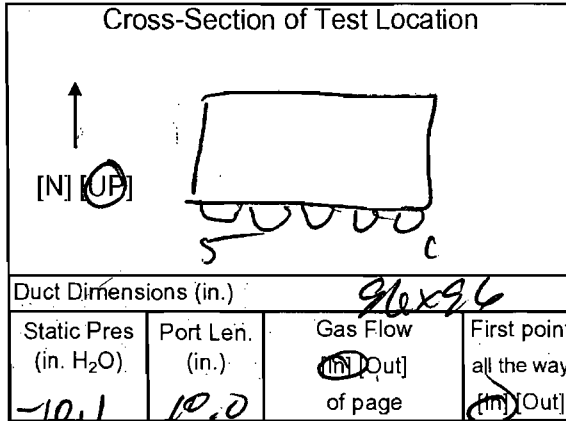 Cross-Section of Test Location
[N] [UP]
S C
Duct Dimensions (in.) 96x96
Static Pres Port Len. Gas Flow First point
(in. H₂O) (in.) [In] [Out] all the way
-10.1 10.0 of page [In] [Out]